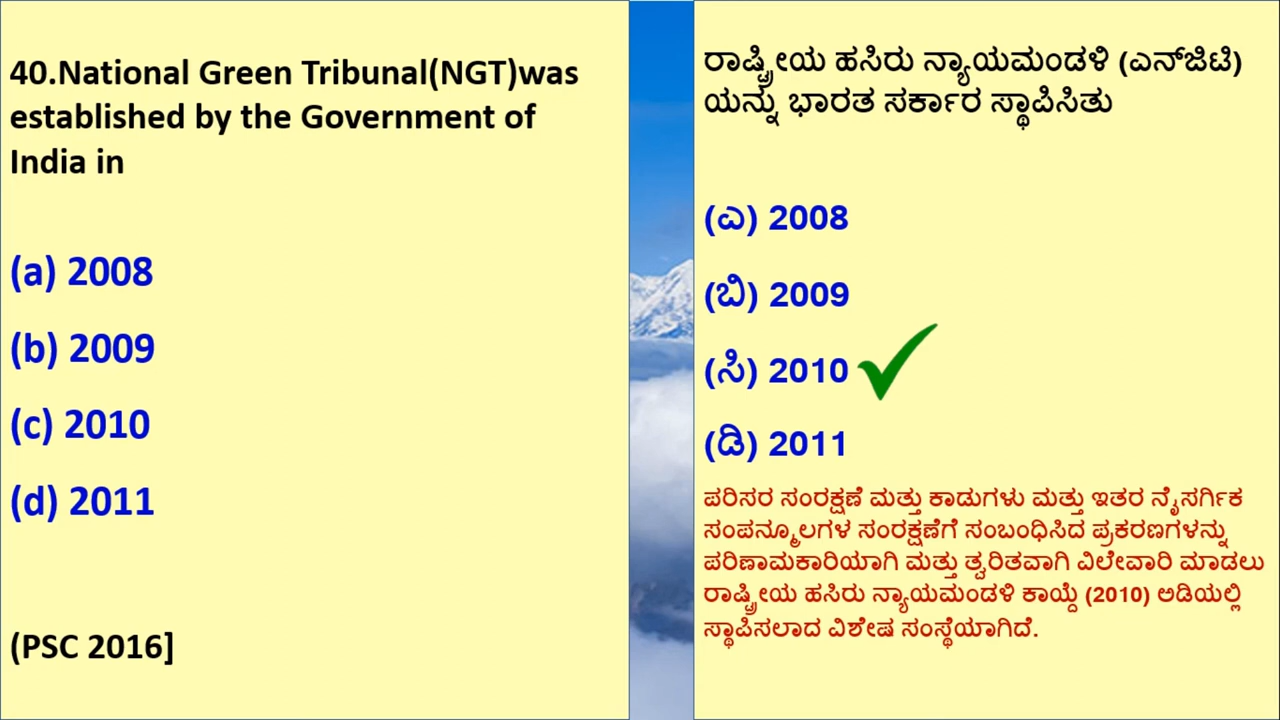 40.National Green Tribunal(NGT)was
established by the Government of
India in
(a) 2008
(b) 2009
(c) 2010
(d) 2011
(PSC 2016]
ರಾಷ್ಟ್ರೀಯ ಹಸಿರು ನ್ಯಾಯಮಂಡಳಿ (ಎನ್‌ಜಿಟಿ)
ಯನ್ನು ಭಾರತ ಸರ್ಕಾರ ಸ್ಥಾಪಿಸಿತು
(ಎ) 2008
(ಬಿ) 2009
(ಸಿ) 2010
(ಡಿ) 2011
ಪರಿಸರ ಸಂರಕ್ಷಣೆ ಮತ್ತು ಕಾಡುಗಳು ಮತ್ತು ಇತರ ನೈಸರ್ಗಿಕ
ಸಂಪನ್ಮೂಲಗಳ ಸಂರಕ್ಷಣೆಗೆ ಸಂಬಂಧಿಸಿದ ಪ್ರಕರಣಗಳನ್ನು
ಪರಿಣಾಮಕಾರಿಯಾಗಿ ಮತ್ತು ತ್ವರಿತವಾಗಿ ವಿಲೇವಾರಿ ಮಾಡಲು
ರಾಷ್ಟ್ರೀಯ ಹಸಿರು ನ್ಯಾಯಮಂಡಳಿ ಕಾಯ್ದೆ (2010) ಅಡಿಯಲ್ಲಿ
ಸ್ಥಾಪಿಸಲಾದ ವಿಶೇಷ ಸಂಸ್ಥೆಯಾಗಿದೆ.